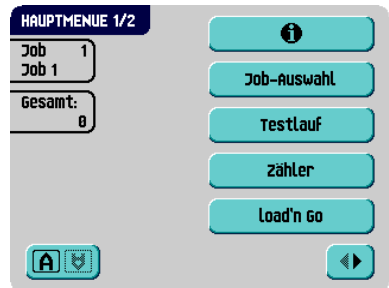 HAUPTMENUE 1/2
Job 1
Job 1
Gesamt:
0
i
Job-Auswahl
Testlauf
Zähler
Load'n Go
A